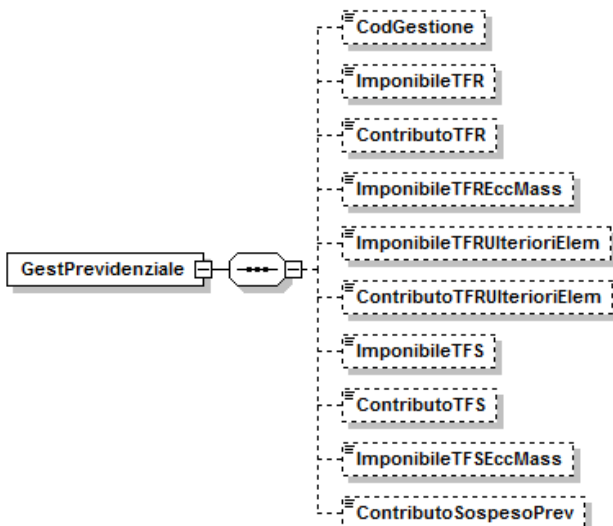 CodGestione
ImponibileTFR
ContributoTFR
ImponibileTFREccMass
GestPrevidenziale
ImponibileTFRUlterioriElem
ContributoTFRUlterioriElem
ImponibileTFS
ContributoTFS
ImponibileTFSEccMass
ContributoSospesoPrev